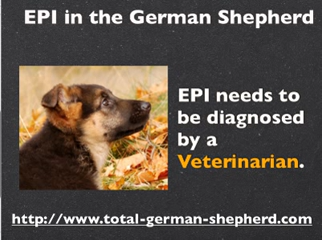 EPI in the German Shepherd
EPI needs to
be diagnosed
by a
Veterinarian.
http://www.total-german-shepherd.com